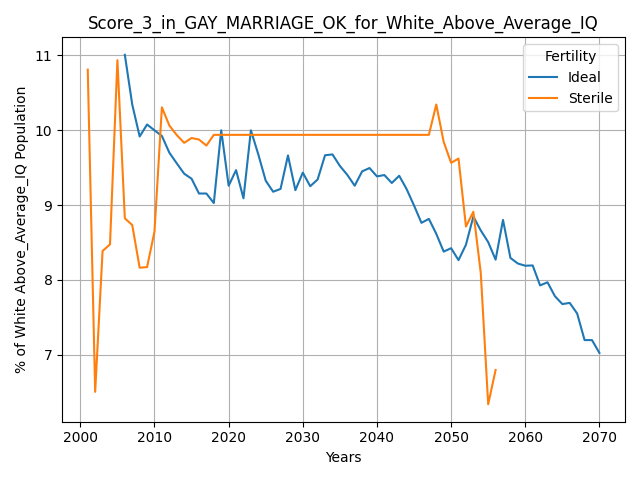 Score_3_in_GAY_MARRIAGE_OK_for_White_Above_Average_IQ
% of White Above_Average_IQ Population
11
10
9
8
7
Fertility
Ideal
Sterile
2000 2010 2020 2030 2040 2050 2060 2070
Years